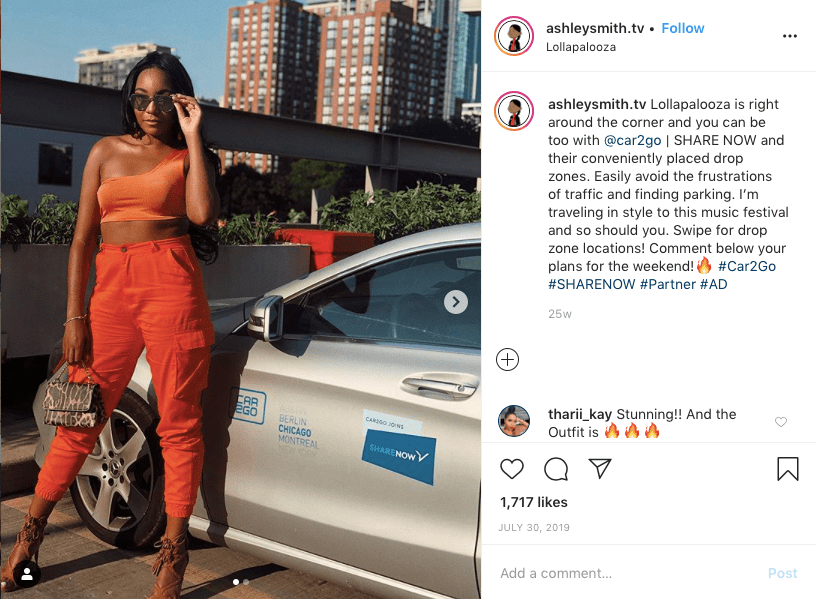 ashleysmith.tv • Follow
Lollapalooza
ashleysmith.tv Lollapalooza is right
around the corner and you can be
too with @car2go | SHARE NOW and
their conveniently placed drop
zones. Easily avoid the frustrations
of traffic and finding parking. I’m
traveling in style to this music festival
and so should you. Swipe for drop
zone locations! Comment below your
plans for the weekend!🔥 #Car2Go
#SHARENOW #Partner #AD
25w
CAR
2GO
BERLIN
CHICAGO
MONTREAL
CAR2GO JOINS
SHARENOW
tharii_kay Stunning!! And the
Outfit is 🔥🔥🔥
1,717 likes
JULY 30, 2019
Add a comment...
Post